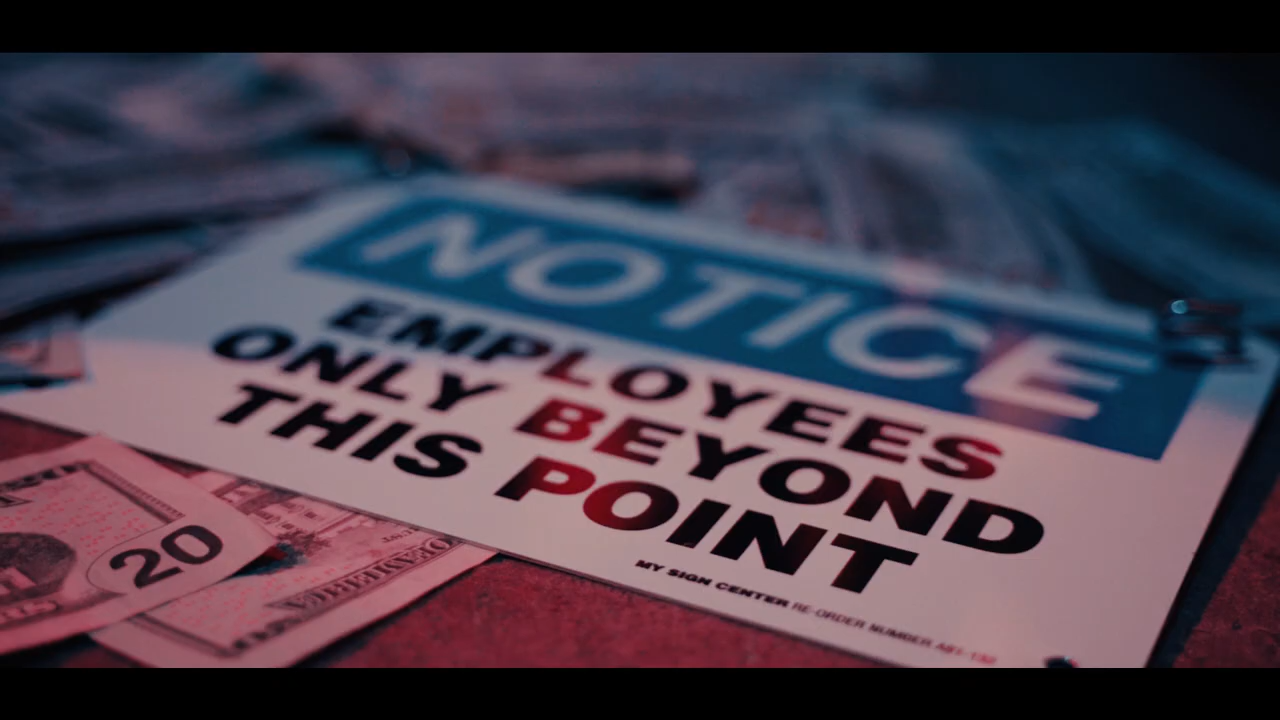 NOTICE
EMPLOYEES
ONLY BEYOND
THIS POINT
MY SIGN CENTER RE-ORDER NUMBER
20